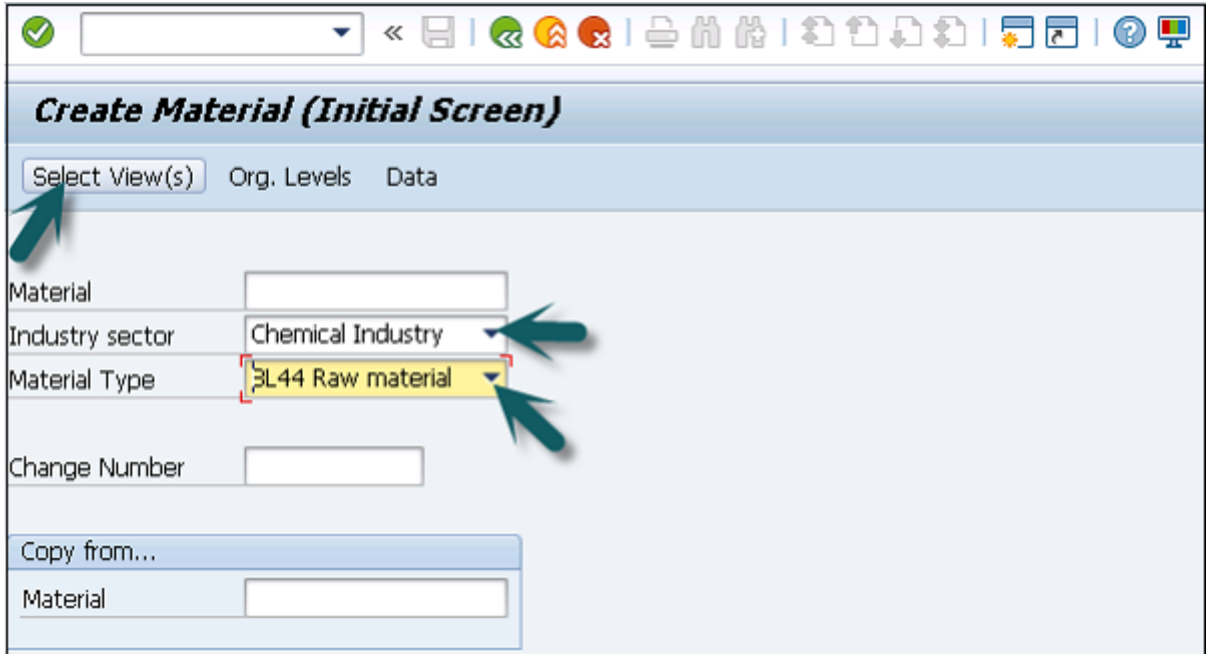 Create Material (Initial Screen)
Select View(s) Org. Levels Data
Material
Industry sector Chemical Industry
Material Type 3L44 Raw material
Change Number
Copy from...
Material